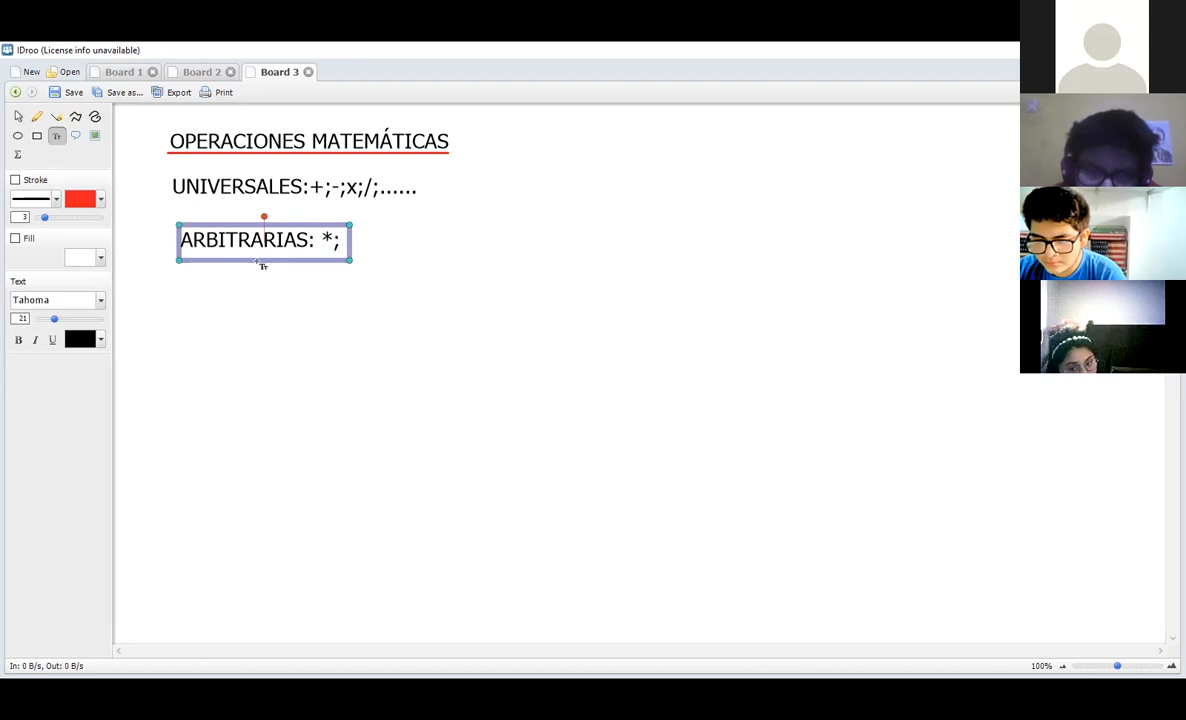 IDroo (License info unavailable)
New Open Board 1 Board 2 Board 3
Save Save as... Export Print
OPERACIONES MATEMÁTICAS
Stroke
UNIVERSALES:+;-;x;/;......
3
Fill
ARBITRARIAS: *;
Text
Tahoma
21
B I U
In: 0 B/s, Out: 0 B/s 100%